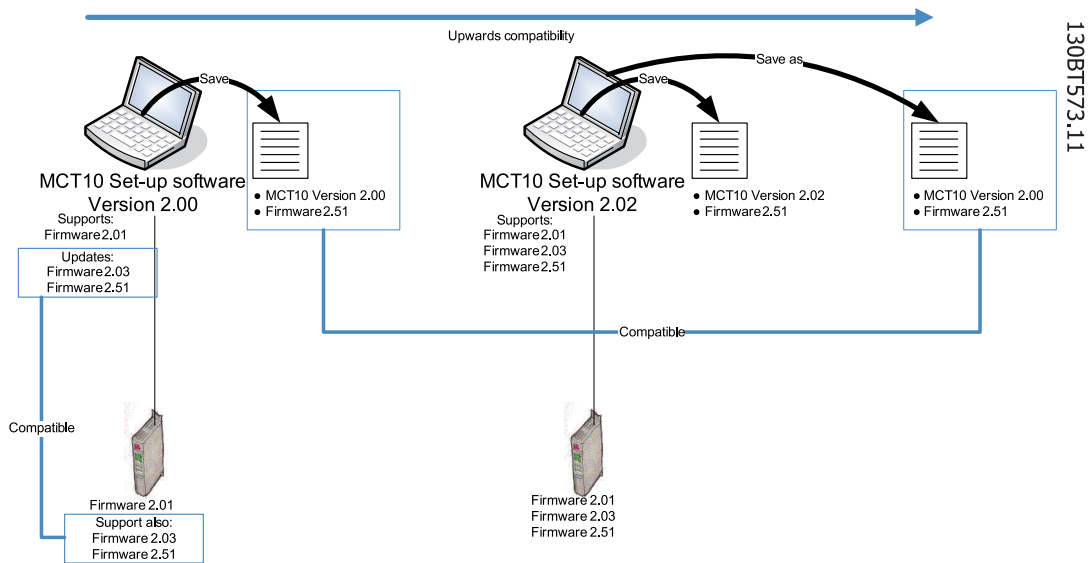 Upwards compatibility
130BT573.11
Save
MCT10 Set-up software
Version 2.00
Supports:
Firmware 2.01
Updates:
Firmware 2.03
Firmware 2.51
● MCT10 Version 2.00
● Firmware 2.51
Save
Save as
MCT10 Set-up software
Version 2.02
Supports:
Firmware 2.01
Firmware 2.03
Firmware 2.51
● MCT10 Version 2.02
● Firmware 2.51
● MCT10 Version 2.00
● Firmware 2.51
Compatible
Compatible
Firmware 2.01
Support also:
Firmware 2.03
Firmware 2.51
Firmware 2.01
Firmware 2.03
Firmware 2.51